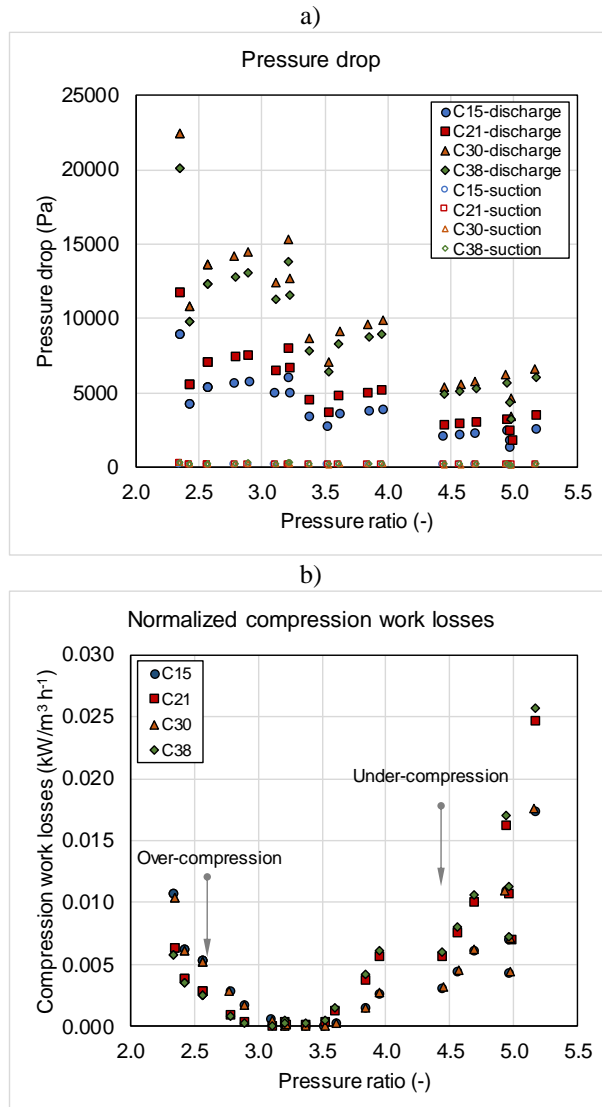 a)
Pressure drop
25000
20000
15000
10000
5000
0
Pressure drop (Pa)
C15-discharge
C21-discharge
C30-discharge
C38-discharge
C15-suction
C21-suction
C30-suction
C38-suction
2.0 2.5 3.0 3.5 4.0 4.5 5.0 5.5
Pressure ratio (-)
b)
Normalized compression work losses
0.030
0.025
0.020
0.015
0.010
0.005
0.000
Compression work losses (kW/m³ h⁻¹)
C15
C21
C30
C38
Under-compression
Over-compression
2.0 2.5 3.0 3.5 4.0 4.5 5.0 5.5
Pressure ratio (-)